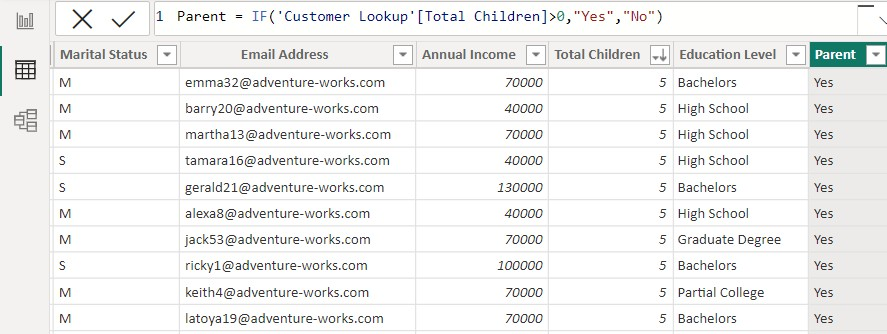 1 Parent = IF('Customer Lookup'[Total Children]>0,"Yes","No")
Marital Status Email Address Annual Income Total Children Education Level Parent
M emma32@adventure-works.com 70000 5 Bachelors Yes
M barry20@adventure-works.com 40000 5 High School Yes
M martha13@adventure-works.com 70000 5 High School Yes
S tamara16@adventure-works.com 40000 5 High School Yes
S gerald21@adventure-works.com 130000 5 Bachelors Yes
M alexa8@adventure-works.com 40000 5 High School Yes
M jack53@adventure-works.com 70000 5 Graduate Degree Yes
S ricky1@adventure-works.com 100000 5 Bachelors Yes
M keith4@adventure-works.com 70000 5 Partial College Yes
M latoya19@adventure-works.com 70000 5 Bachelors Yes